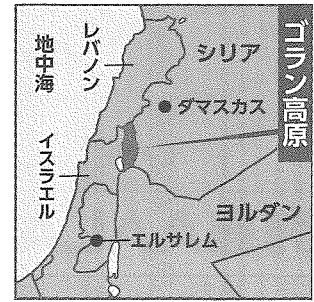 ゴラン高原
シリア
レバノン
地中海
ダマスカス
イスラエル
ヨルダン
エルサレム